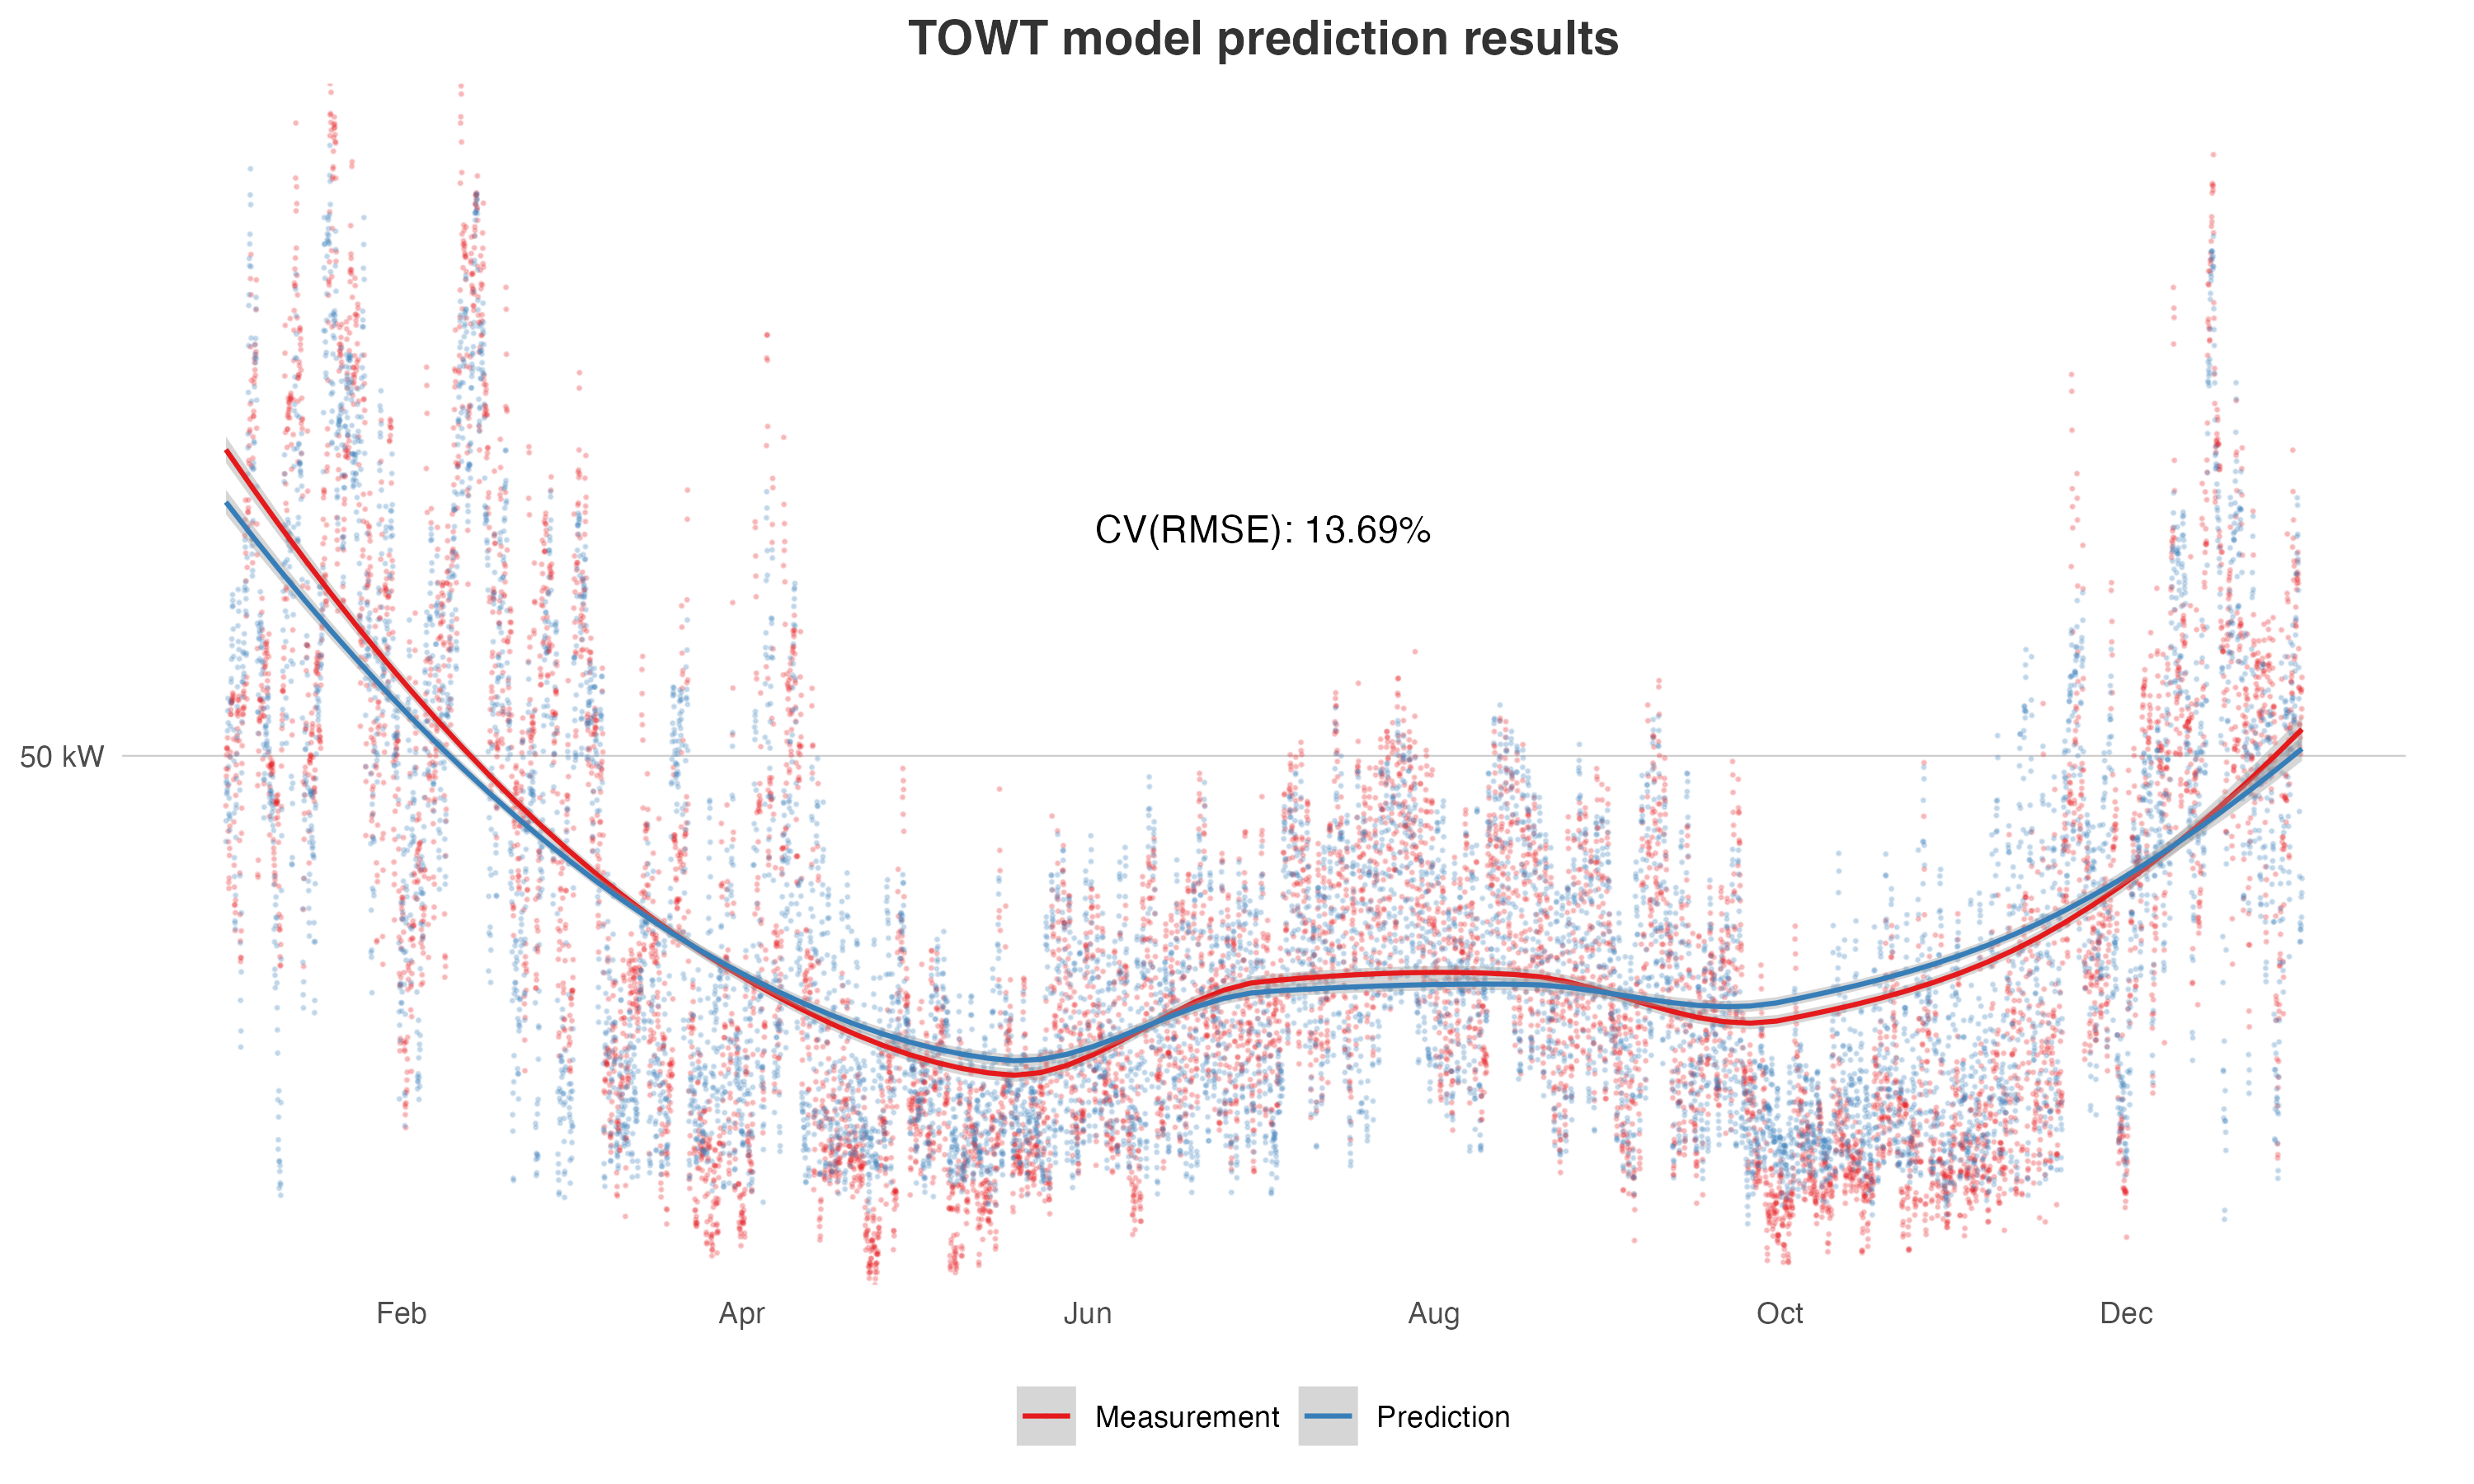 TOWT model prediction results
CV(RMSE): 13.69%
50 kW
Feb Apr Jun Aug Oct Dec
Measurement Prediction